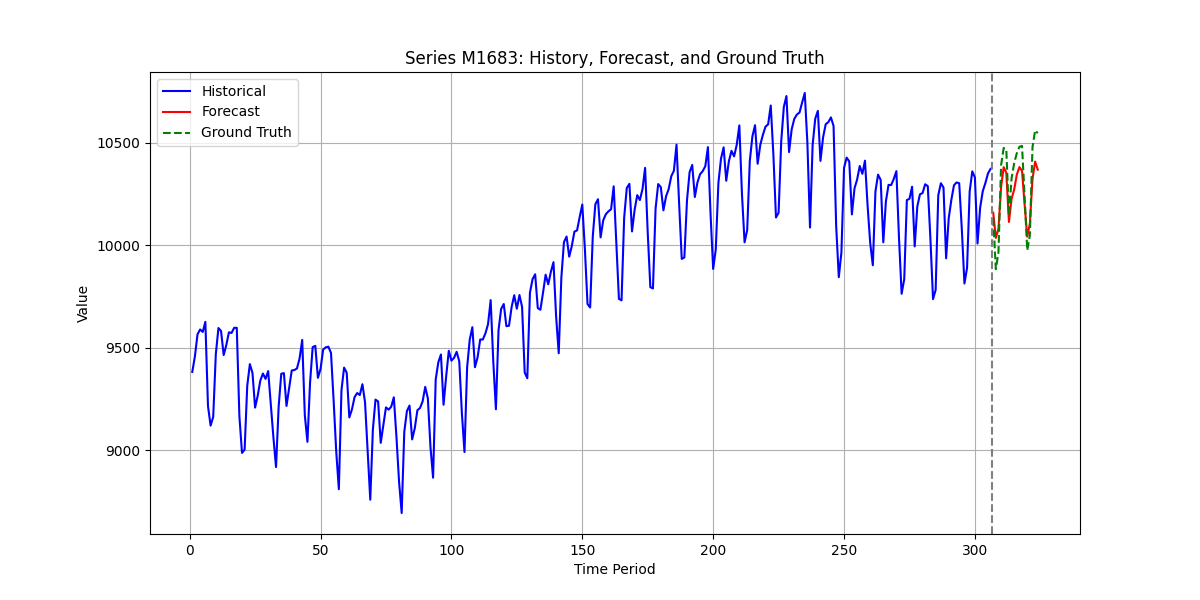 Series M1683: History, Forecast, and Ground Truth
Historical
Forecast
Ground Truth
Value
10500
10000
9500
9000
0 50 100 150 200 250 300
Time Period